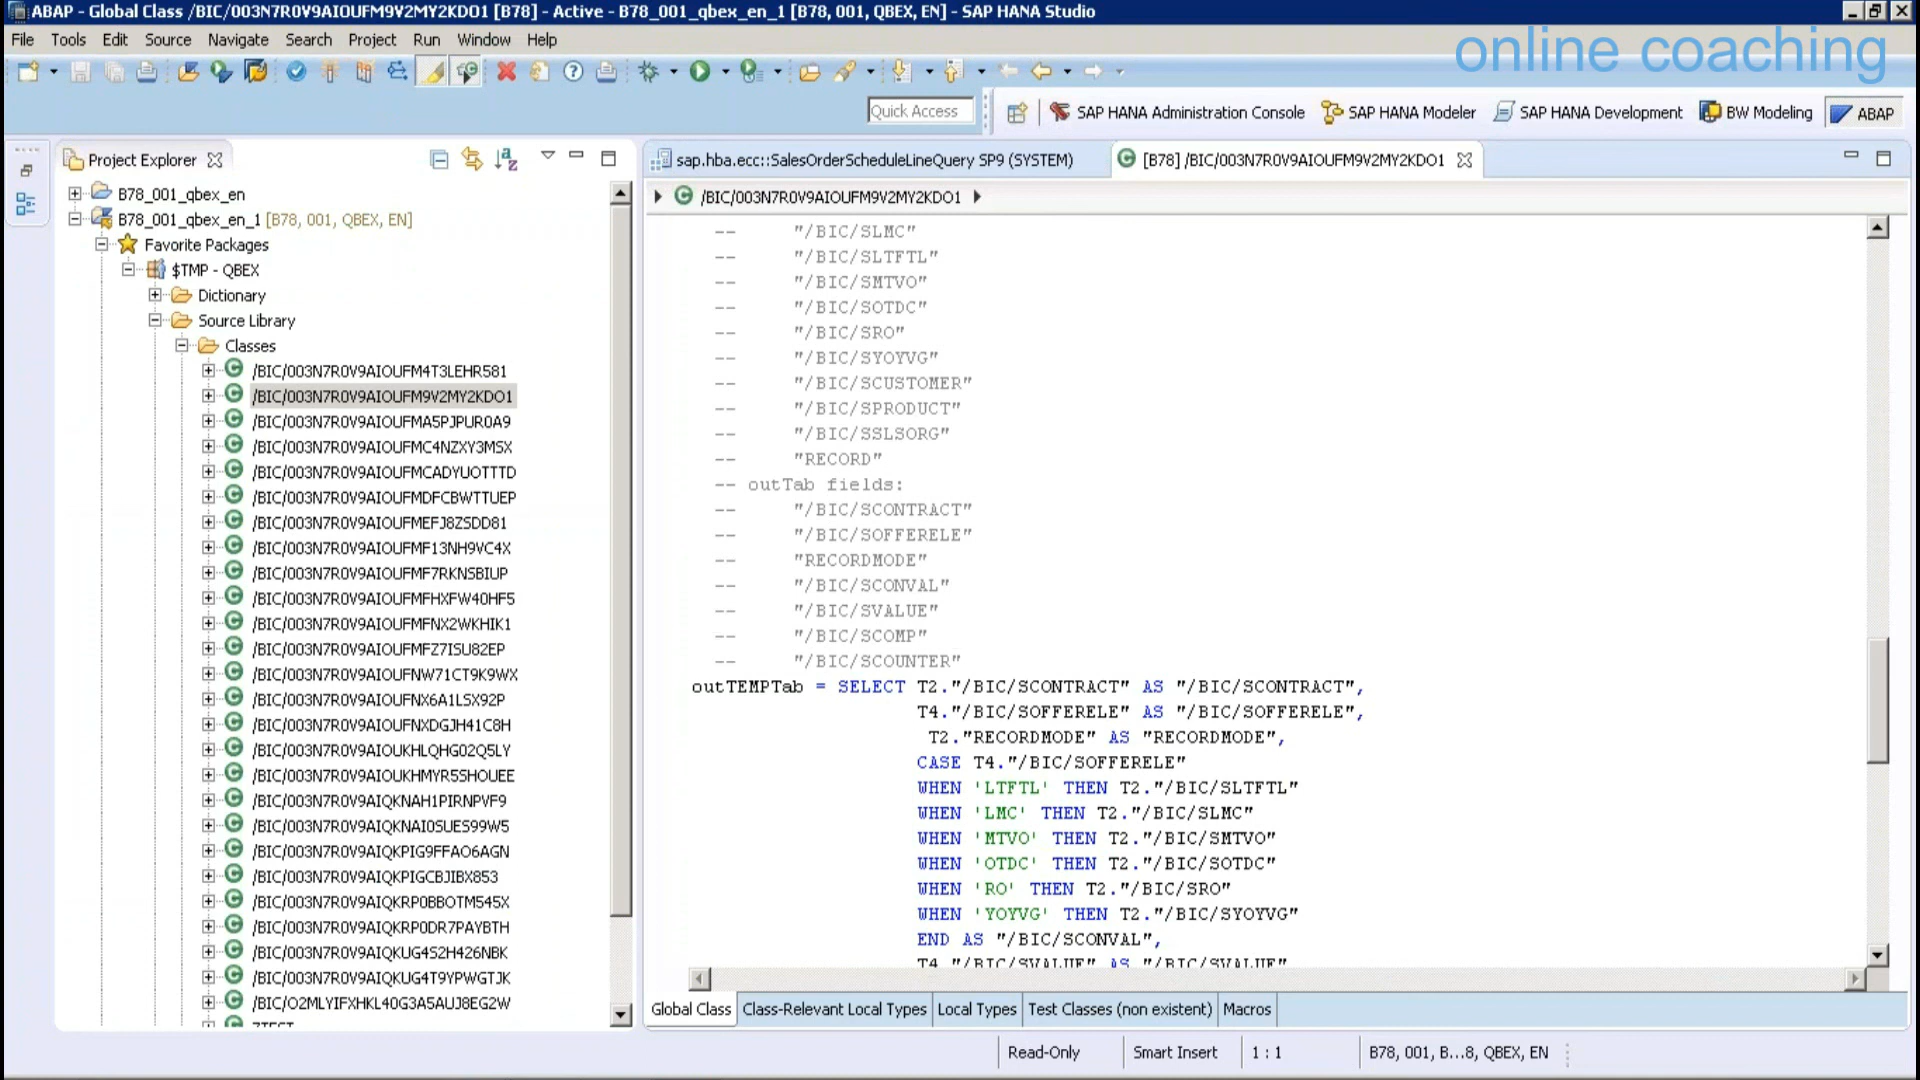 ABAP - Global Class /BIC/003N7R0V9AIOUFM9V2MY2KDO1 [B78] - Active - B78_001_qbex_en_1 [B78, 001, QBEX, EN] - SAP HANA Studio
File Tools Edit Source Navigate Search Project Run Window Help
online coaching
Quick Access
SAP HANA Administration Console SAP HANA Modeler SAP HANA Development BW Modeling ABAP
Project Explorer
B78_001_qbex_en
B78_001_qbex_en_1 [B78, 001, QBEX, EN]
Favorite Packages
$TMP - QBEX
Dictionary
Source Library
Classes
/BIC/003N7R0V9AIOUFM4T3LEHR581
/BIC/003N7R0V9AIOUFM9V2MY2KDO1
/BIC/003N7R0V9AIOUFMA5PJPUR0A9
/BIC/003N7R0V9AIOUFMC4NZXY3MSX
/BIC/003N7R0V9AIOUFMCADYUOTTTD
/BIC/003N7R0V9AIOUFMDFCBWTTUEP
/BIC/003N7R0V9AIOUFMEFJ8ZSDD81
/BIC/003N7R0V9AIOUFMF13NH9VC4X
/BIC/003N7R0V9AIOUFMF7RKNSBIUP
/BIC/003N7R0V9AIOUFMFHXFW40HF5
/BIC/003N7R0V9AIOUFMFNX2WKHIK1
/BIC/003N7R0V9AIOUFMFZ7ISU82EP
/BIC/003N7R0V9AIOUFNW71CT9K9WX
/BIC/003N7R0V9AIOUFNX6A1LSX92P
/BIC/003N7R0V9AIOUFNXDGJH41C8H
/BIC/003N7R0V9AIOUKHLQHG02Q5LY
/BIC/003N7R0V9AIOUKHMYR5SHOUEE
/BIC/003N7R0V9AIQKNAH1PIRNPVF9
/BIC/003N7R0V9AIQKNAI0SUES99W5
/BIC/003N7R0V9AIQKPIG9FFAO6AGN
/BIC/003N7R0V9AIQKPIGCBJIBX853
/BIC/003N7R0V9AIQKRP0BBOTM545X
/BIC/003N7R0V9AIQKRP0DR7PAYBTH
/BIC/003N7R0V9AIQKUG4S2H426NBK
/BIC/003N7R0V9AIQKUG4T9YPWGTJK
/BIC/O2MLYIFXHKL40G3A5AUJ8EG2W
ZTEST
sap.hba.ecc::SalesOrderScheduleLineQuery SP9 (SYSTEM) [B78] /BIC/003N7R0V9AIOUFM9V2MY2KDO1
/BIC/003N7R0V9AIOUFM9V2MY2KDO1
-- "/BIC/SLMC"
-- "/BIC/SLTFTL"
-- "/BIC/SMTVO"
-- "/BIC/SOTDC"
-- "/BIC/SRO"
-- "/BIC/SYOYVG"
-- "/BIC/SCUSTOMER"
-- "/BIC/SPRODUCT"
-- "/BIC/SSLSORG"
-- "RECORD"
-- outTab fields:
-- "/BIC/SCONTRACT"
-- "/BIC/SOFFERELE"
-- "RECORDMODE"
-- "/BIC/SCONVAL"
-- "/BIC/SVALUE"
-- "/BIC/SCOMP"
-- "/BIC/SCOUNTER"
outTEMPTab = SELECT T2."/BIC/SCONTRACT" AS "/BIC/SCONTRACT",
T4."/BIC/SOFFERELE" AS "/BIC/SOFFERELE",
T2."RECORDMODE" AS "RECORDMODE",
CASE T4."/BIC/SOFFERELE"
WHEN 'LTFTL' THEN T2."/BIC/SLTFTL"
WHEN 'LMC' THEN T2."/BIC/SLMC"
WHEN 'MTVO' THEN T2."/BIC/SMTVO"
WHEN 'OTDC' THEN T2."/BIC/SOTDC"
WHEN 'RO' THEN T2."/BIC/SRO"
WHEN 'YOYVG' THEN T2."/BIC/SYOYVG"
END AS "/BIC/SCONVAL",
T4."/BIC/SVALUE" AS "/BIC/SVALUE"
Global Class Class-Relevant Local Types Local Types Test Classes (non existent) Macros
Read-Only Smart Insert 1 : 1 B78, 001, B...8, QBEX, EN